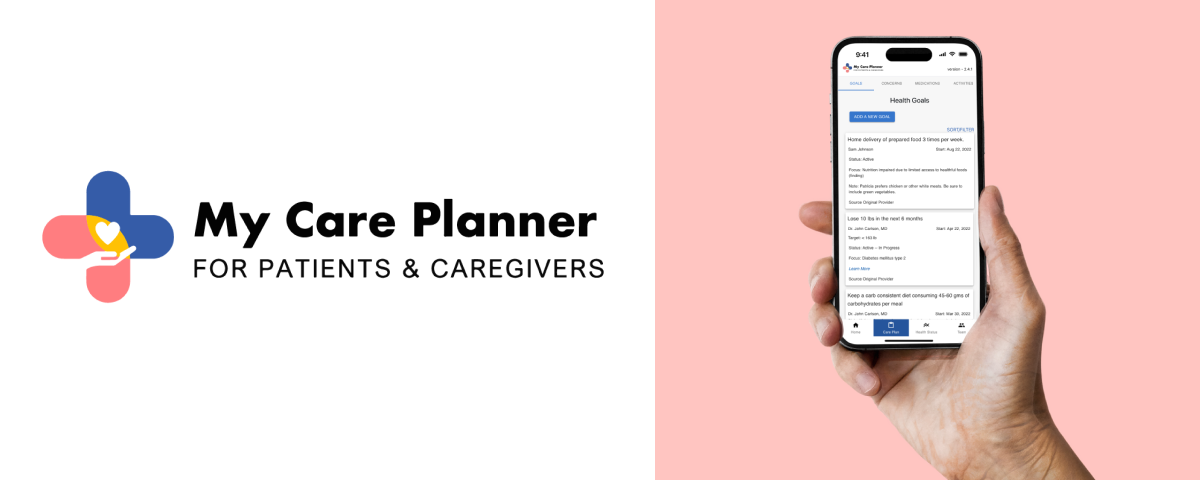 My Care Planner
FOR PATIENTS & CAREGIVERS
9:41
My Care Planner
version - 2.4.1
GOALS CONCERNS MEDICATIONS ACTIVITIES
Health Goals
ADD A NEW GOAL
SORT/FILTER
Home delivery of prepared food 3 times per week.
Sam Johnson Start: Aug 22, 2022
Status: Active
Focus: Nutrition impaired due to limited access to healthful foods
(finding)
Note: Patricia prefers chicken or other white meats. Be sure to
include green vegetables.
Source Original Provider
Lose 10 lbs in the next 6 months
Dr. John Carlson, MD Start: Apr 22, 2022
Status: Active – In Progress
Focus: Diabetes mellitus type 2
Learn More
Source Original Provider
Keep a carb consistent diet consuming 45-60 gms of
carbohydrates per meal
Dr. John Carlson, MD Start: Mar 30, 2022
Home Care Plan Health Status Team